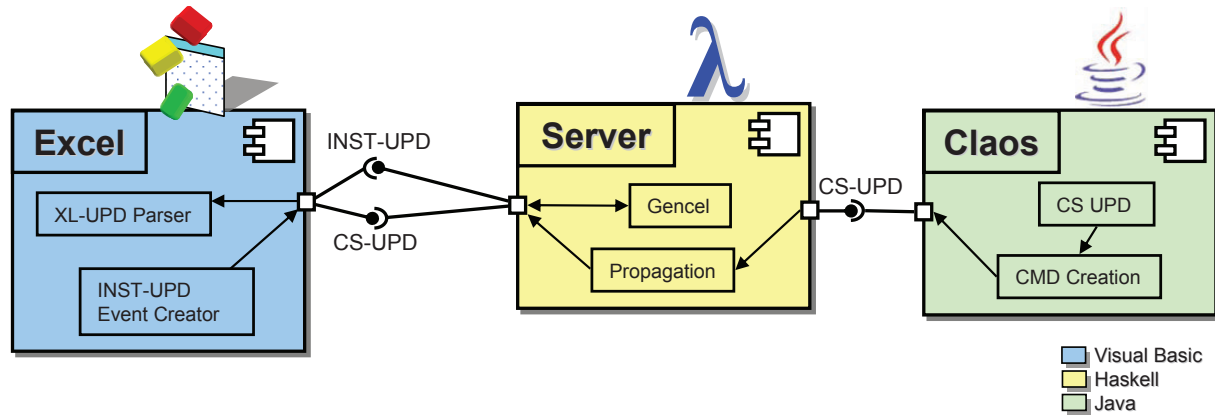 λ
Excel
XL-UPD Parser
INST-UPD
Event Creator
INST-UPD
CS-UPD
Server
Gencel
Propagation
CS-UPD
Claos
CS UPD
CMD Creation
Visual Basic
Haskell
Java